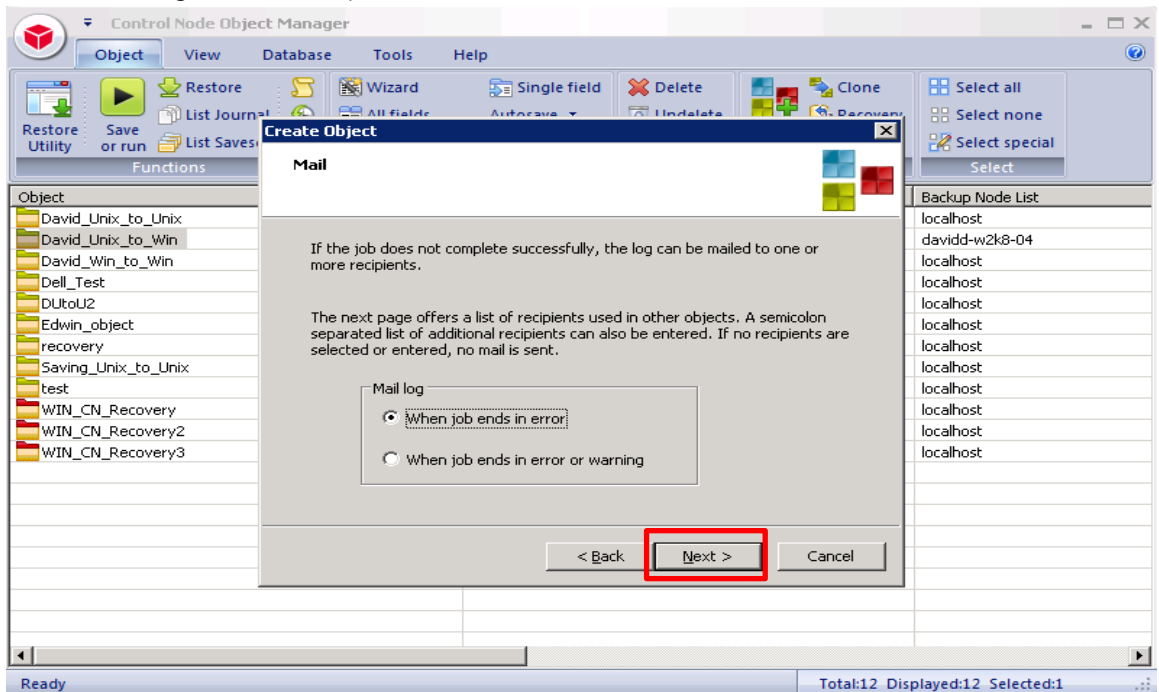 Control Node Object Manager
Object View Database Tools Help
Restore Wizard Single field Delete Clone Select all
List Journal All fields Autosave Undelete Recovery Select none
Restore Utility Save or run List Saves Select special
Functions Select
Create Object
Mail
Object Backup Node List
David_Unix_to_Unix localhost
David_Unix_to_Win davidd-w2k8-04
David_Win_to_Win localhost
Dell_Test localhost
DUtoU2 localhost
Edwin_object localhost
recovery localhost
Saving_Unix_to_Unix localhost
test localhost
WIN_CN_Recovery localhost
WIN_CN_Recovery2 localhost
WIN_CN_Recovery3 localhost
If the job does not complete successfully, the log can be mailed to one or
more recipients.
The next page offers a list of recipients used in other objects. A semicolon
separated list of additional recipients can also be entered. If no recipients are
selected or entered, no mail is sent.
Mail log
When job ends in error
When job ends in error or warning
< Back Next > Cancel
Ready Total:12 Displayed:12 Selected:1